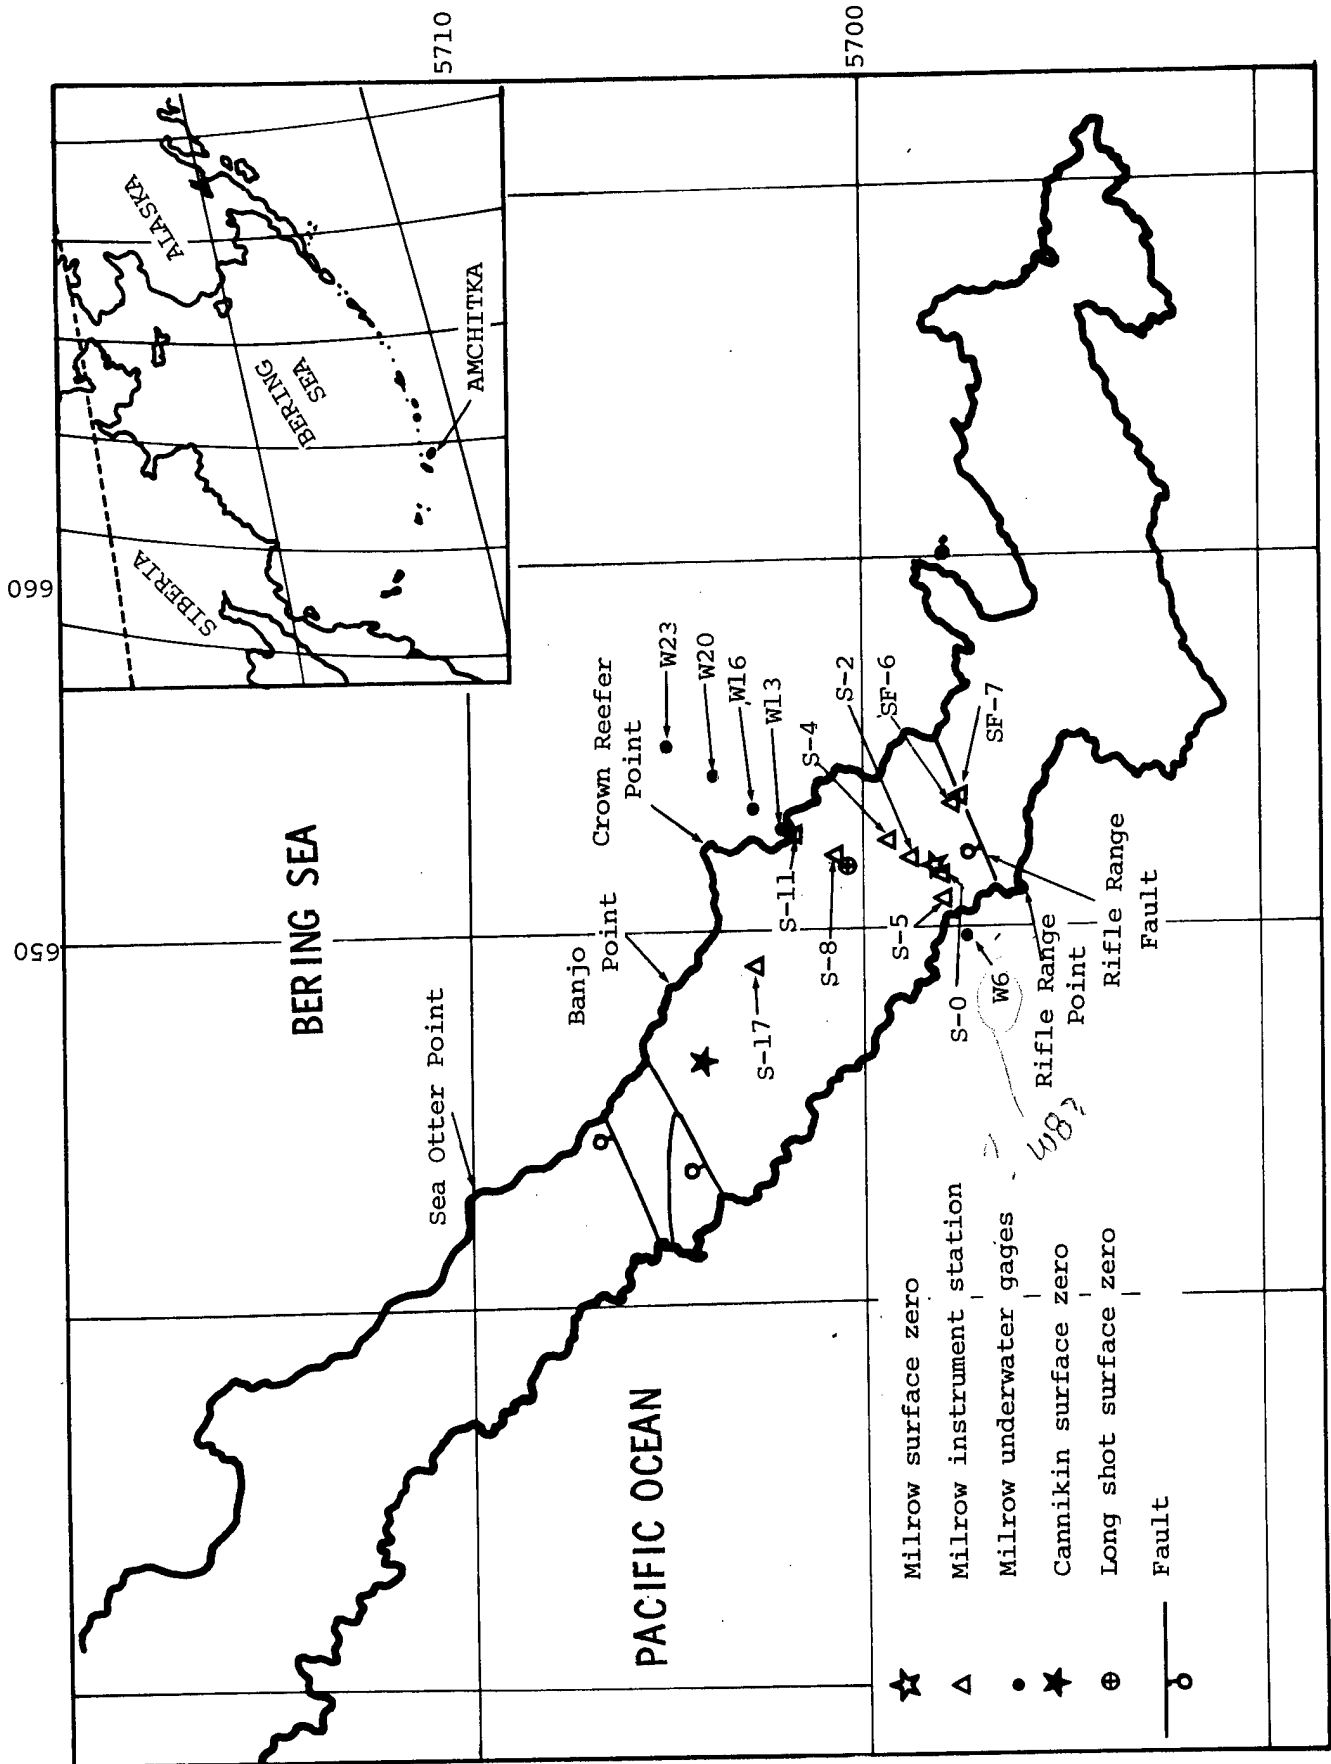 5710
5700
660
650
ALASKA
SIBERIA
BERING
SEA
AMCHITKA
BERING SEA
PACIFIC OCEAN
Sea Otter Point
Banjo
Point
Crown Reefer
Point
W23
W20
W16
W13
S-4
S-2
SF-6
SF-7
S-11
S-8
S-17
S-5
S-0
W6
W8?
Rifle Range
Point
Rifle Range
Fault
Milrow surface zero
Milrow instrument station
Milrow underwater gages
Cannikin surface zero
Long shot surface zero
Fault